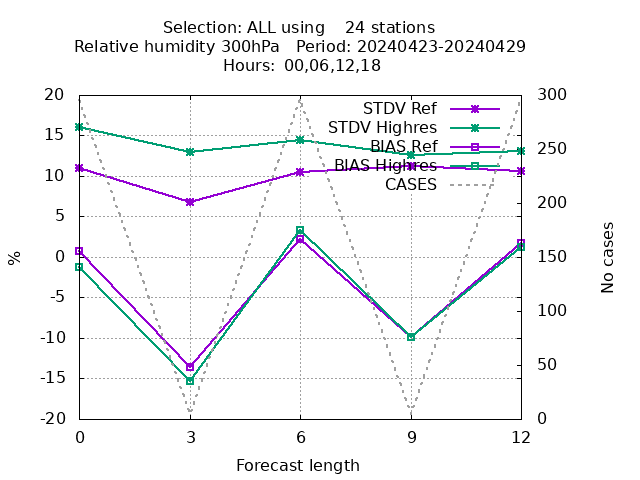 Selection: ALL using    24 stations
Relative humidity 300hPa   Period: 20240423-20240429
Hours: 00,06,12,18
20
15
10
5
0
-5
-10
-15
-20
%
300
250
200
150
100
50
0
No cases
STDV Ref
STDV Highres
BIAS Ref
BIAS Highres
CASES
0 3 6 9 12
Forecast length